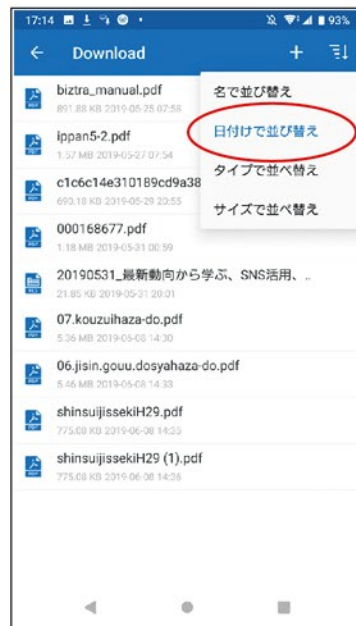 17:14
93%
Download
biztra_manual.pdf
891.88 KB 2019-05-25 07:58
ippan5-2.pdf
1.57 MB 2019-05-27 07:54
c1c6c14e310189cd9a38
690.18 KB 2019-05-29 20:55
000168677.pdf
1.18 MB 2019-05-31 00:59
20190531_最新動向から学ぶ、SNS活用、..
21.85 KB 2019-05-31 20:01
07.kouzuihaza-do.pdf
5.36 MB 2019-06-08 14:30
06.jisin.gouu.dosyahaza-do.pdf
5.46 MB 2019-06-08 14:33
shinsuijissekiH29.pdf
775.08 KB 2019-06-08 14:35
shinsuijissekiH29 (1).pdf
775.08 KB 2019-06-08 14:36
名で並び替え
日付けで並び替え
タイプで並べ替え
サイズで並べ替え